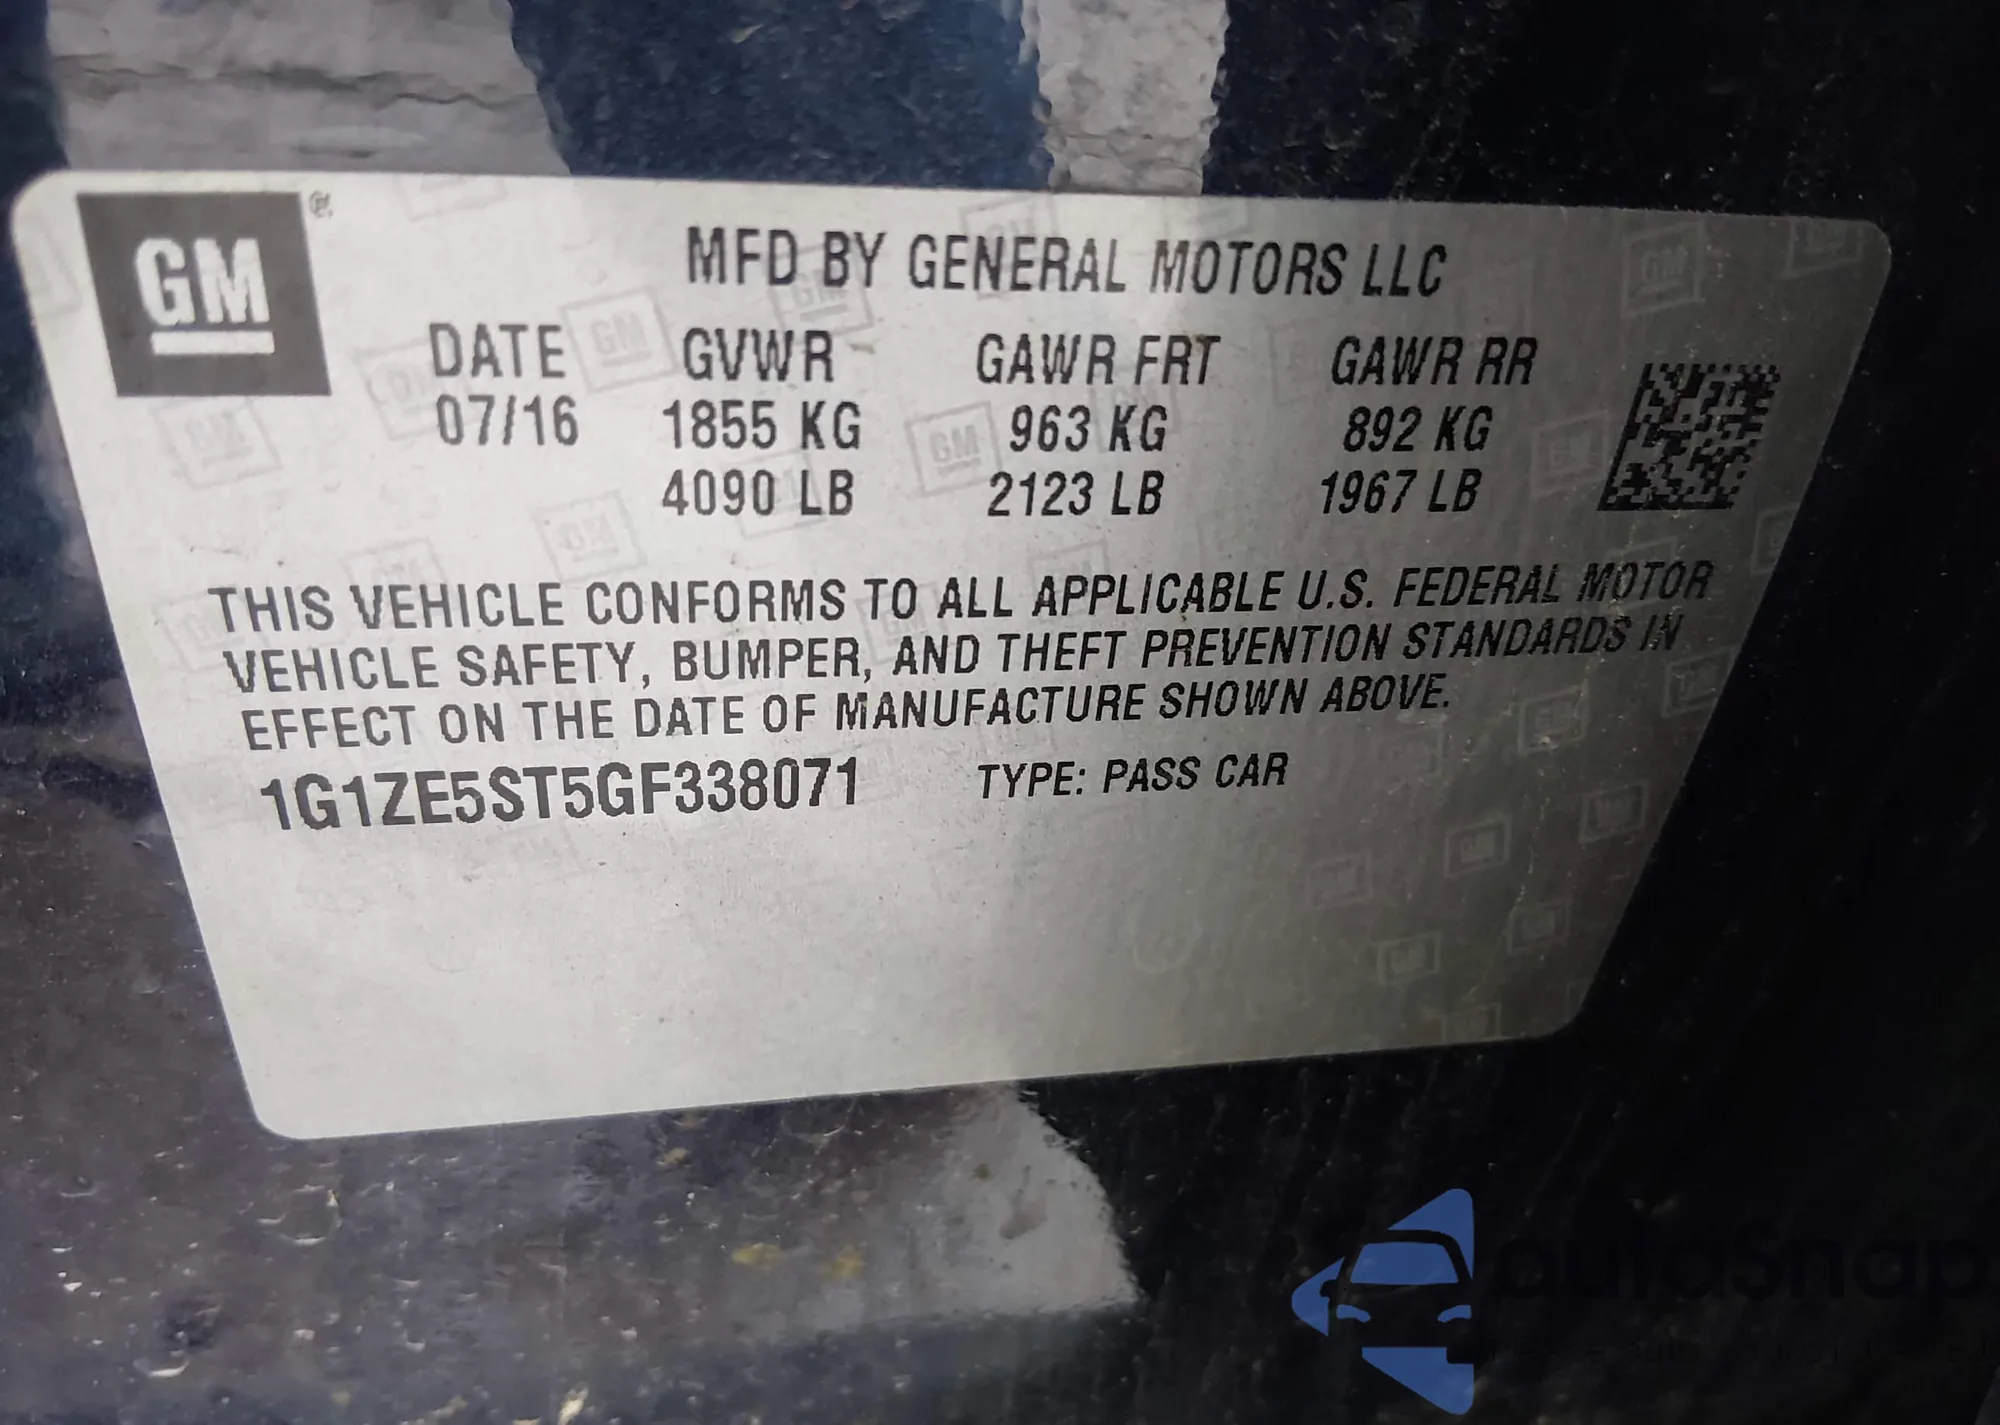 GM
MFD BY GENERAL MOTORS LLC
DATE GVWR GAWR FRT GAWR RR
07/16 1855 KG 963 KG 892 KG
4090 LB 2123 LB 1967 LB
THIS VEHICLE CONFORMS TO ALL APPLICABLE U.S. FEDERAL MOTOR
VEHICLE SAFETY, BUMPER, AND THEFT PREVENTION STANDARDS IN
EFFECT ON THE DATE OF MANUFACTURE SHOWN ABOVE.
1G1ZE5ST5GF338071 TYPE: PASS CAR
autosnap